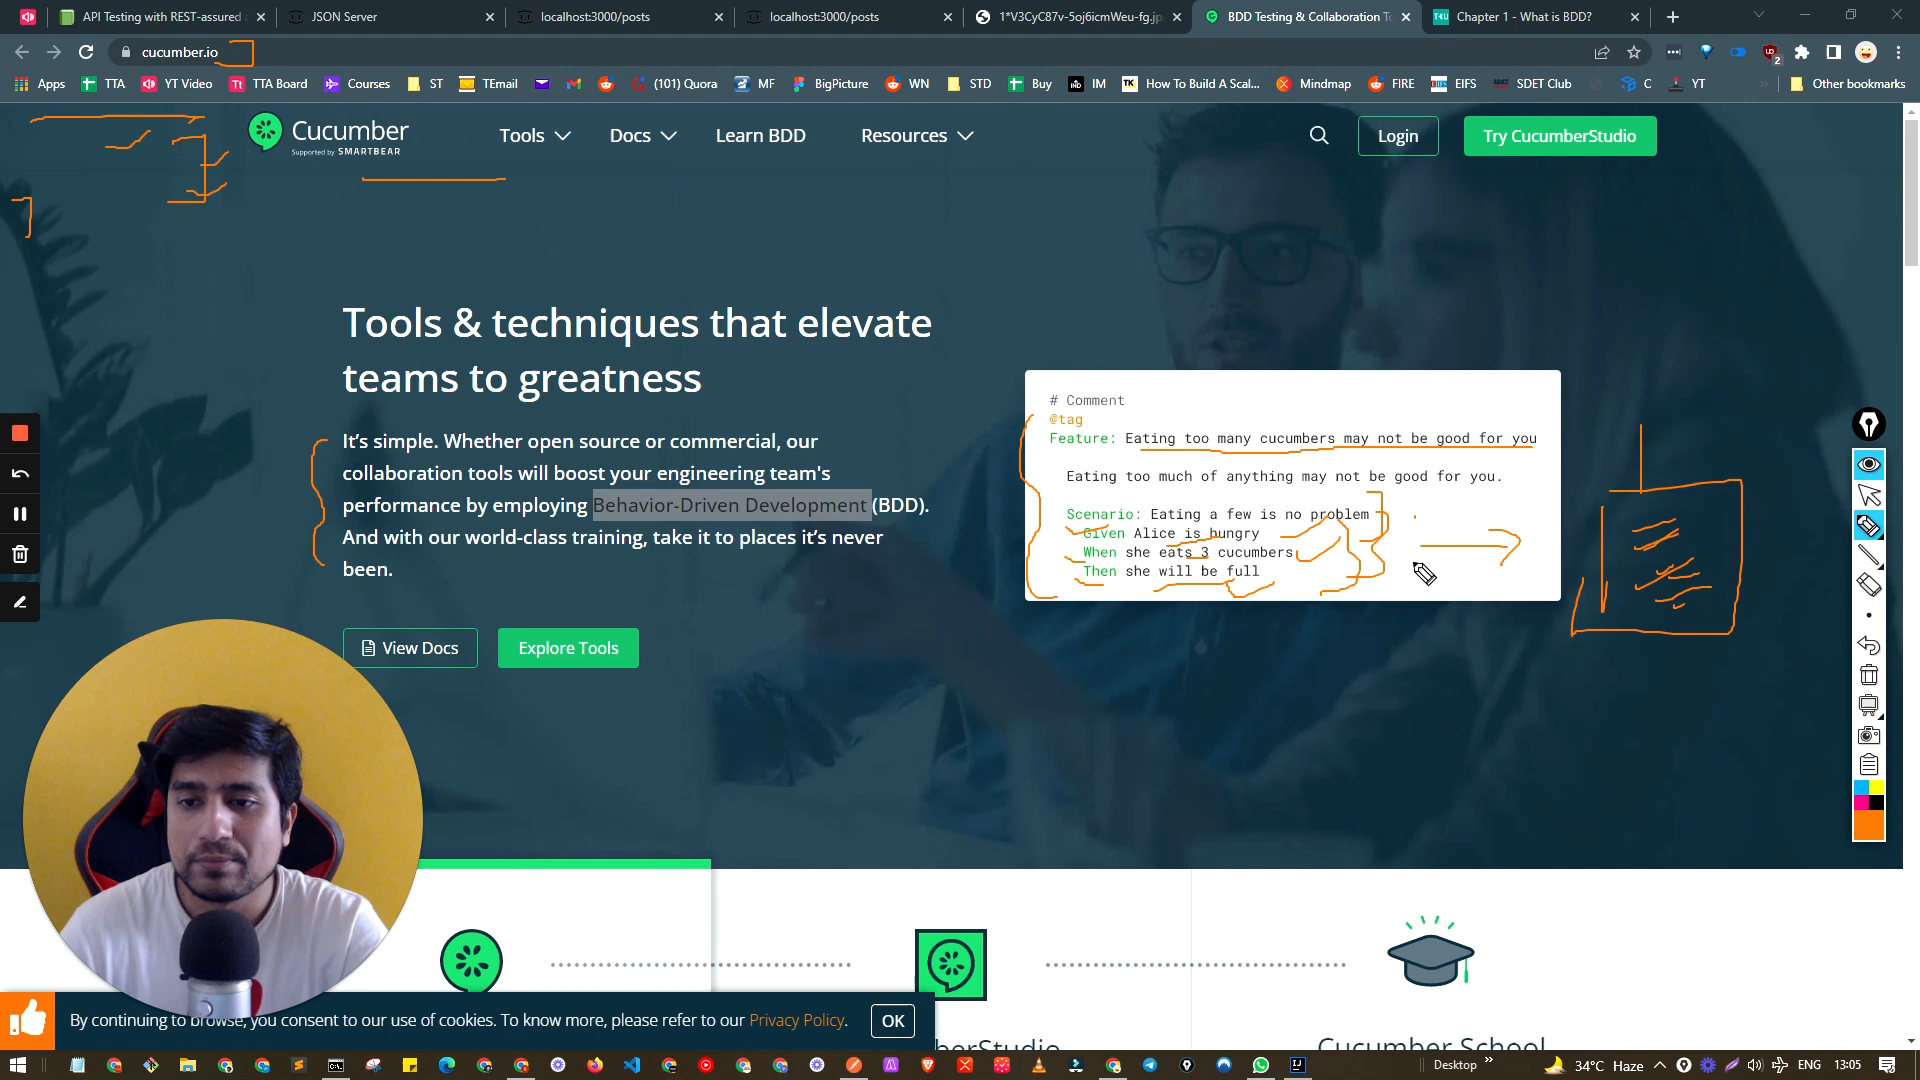 API Testing with REST-assured
JSON Server
localhost:3000/posts
localhost:3000/posts
1*V3CyC87v-5oj6icmWeu-fg.jp
BDD Testing & Collaboration To
Chapter 1 - What is BDD?
cucumber.io
2
Apps
TTA
YT Video
TTA Board
Courses
ST
TEmail
(101) Quora
MF
BigPicture
WN
STD
Buy
IM
How To Build A Scal...
Mindmap
FIRE
EIFS
SDET Club
C
YT
Other bookmarks
Cucumber
Supported by SMARTBEAR
Tools
Docs
Learn BDD
Resources
Login
Try CucumberStudio
Tools & techniques that elevate
teams to greatness
It's simple. Whether open source or commercial, our
collaboration tools will boost your engineering team's
performance by employing Behavior-Driven Development (BDD).
And with our world-class training, take it to places it's never
been.
View Docs
Explore Tools
# Comment
@tag
Feature: Eating too many cucumbers may not be good for you
Eating too much of anything may not be good for you.
Scenario: Eating a few is no problem
Given Alice is hungry
When she eats 3 cucumbers
Then she will be full
By continuing to browse, you consent to our use of cookies. To know more, please refer to our Privacy Policy.
OK
berStudio
Cucumber School
Desktop
34°C Haze
ENG
13:05